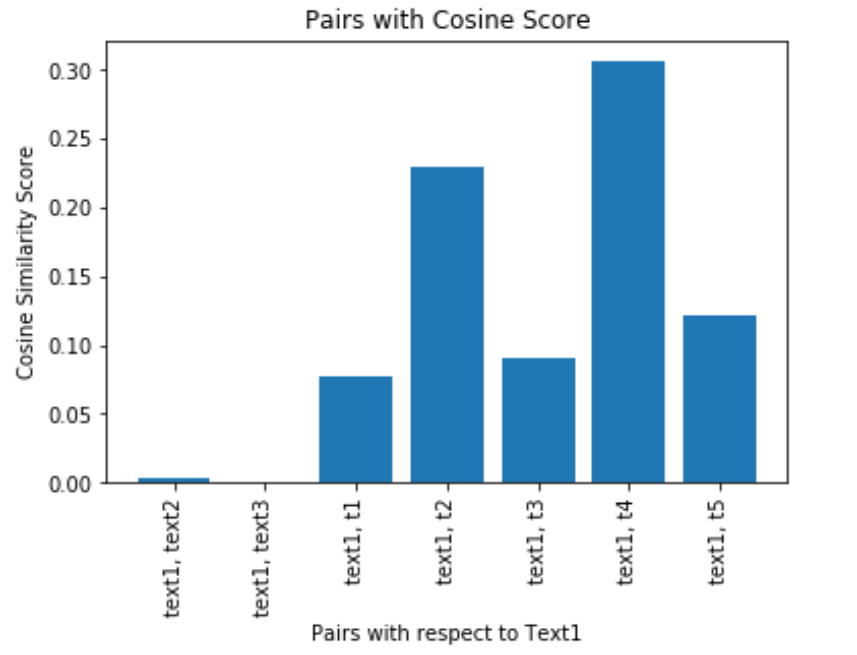 Pairs with Cosine Score
Cosine Similarity Score
0.30
0.25
0.20
0.15
0.10
0.05
0.00
text1, text2
text1, text3
text1, t1
text1, t2
text1, t3
text1, t4
text1, t5
Pairs with respect to Text1